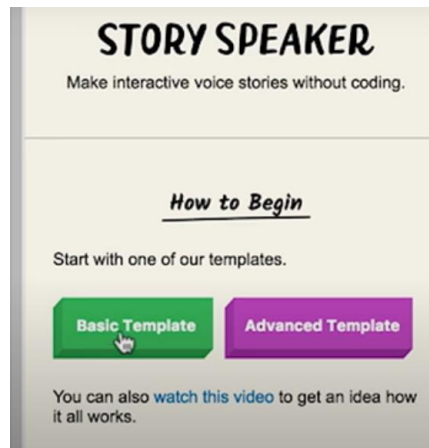 STORY SPEAKER
Make interactive voice stories without coding.
How to Begin
Start with one of our templates.
Basic Template
Advanced Template
You can also watch this video to get an idea how
it all works.